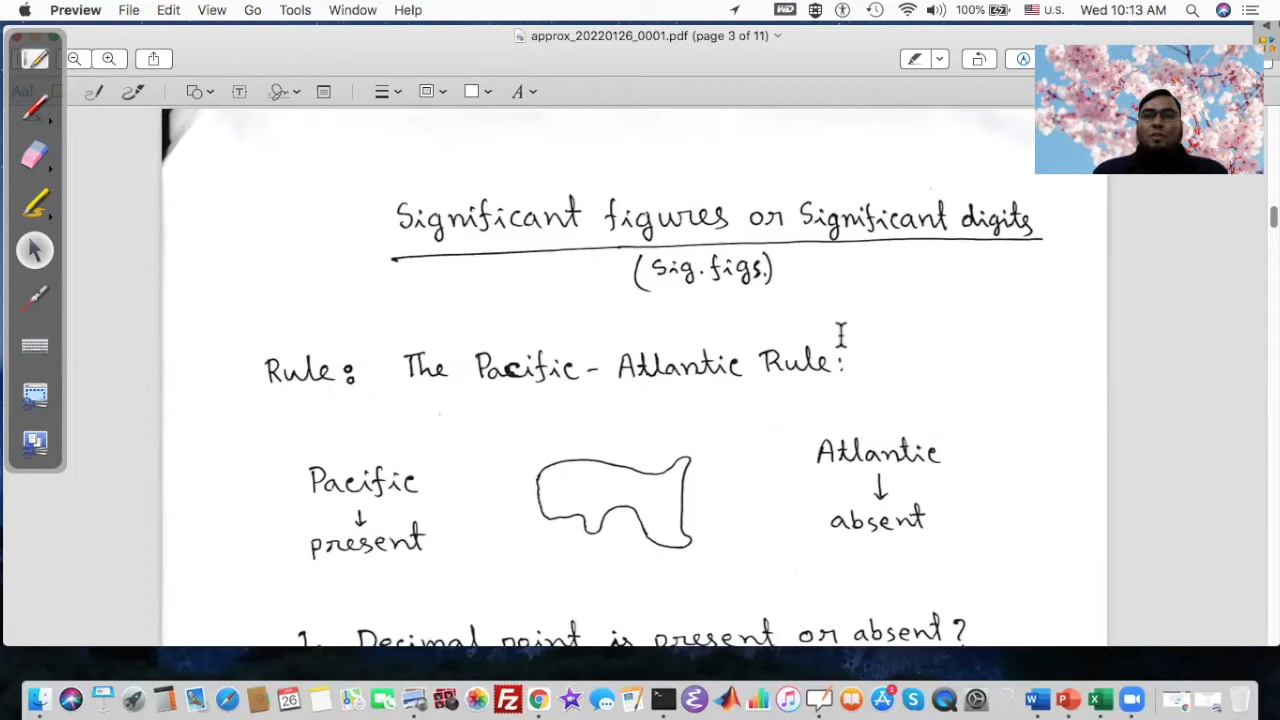 Preview File Edit View Go Tools Window Help 100% U.S. Wed 10:13 AM
approx_20220126_0001.pdf (page 3 of 11)
AaI T A
Significant figures or Significant digits
(Sig. figs.)
Rule: The Pacific - Atlantic Rule:
Pacific
↓
present
Atlantic
↓
absent
1. Decimal point is present or absent?